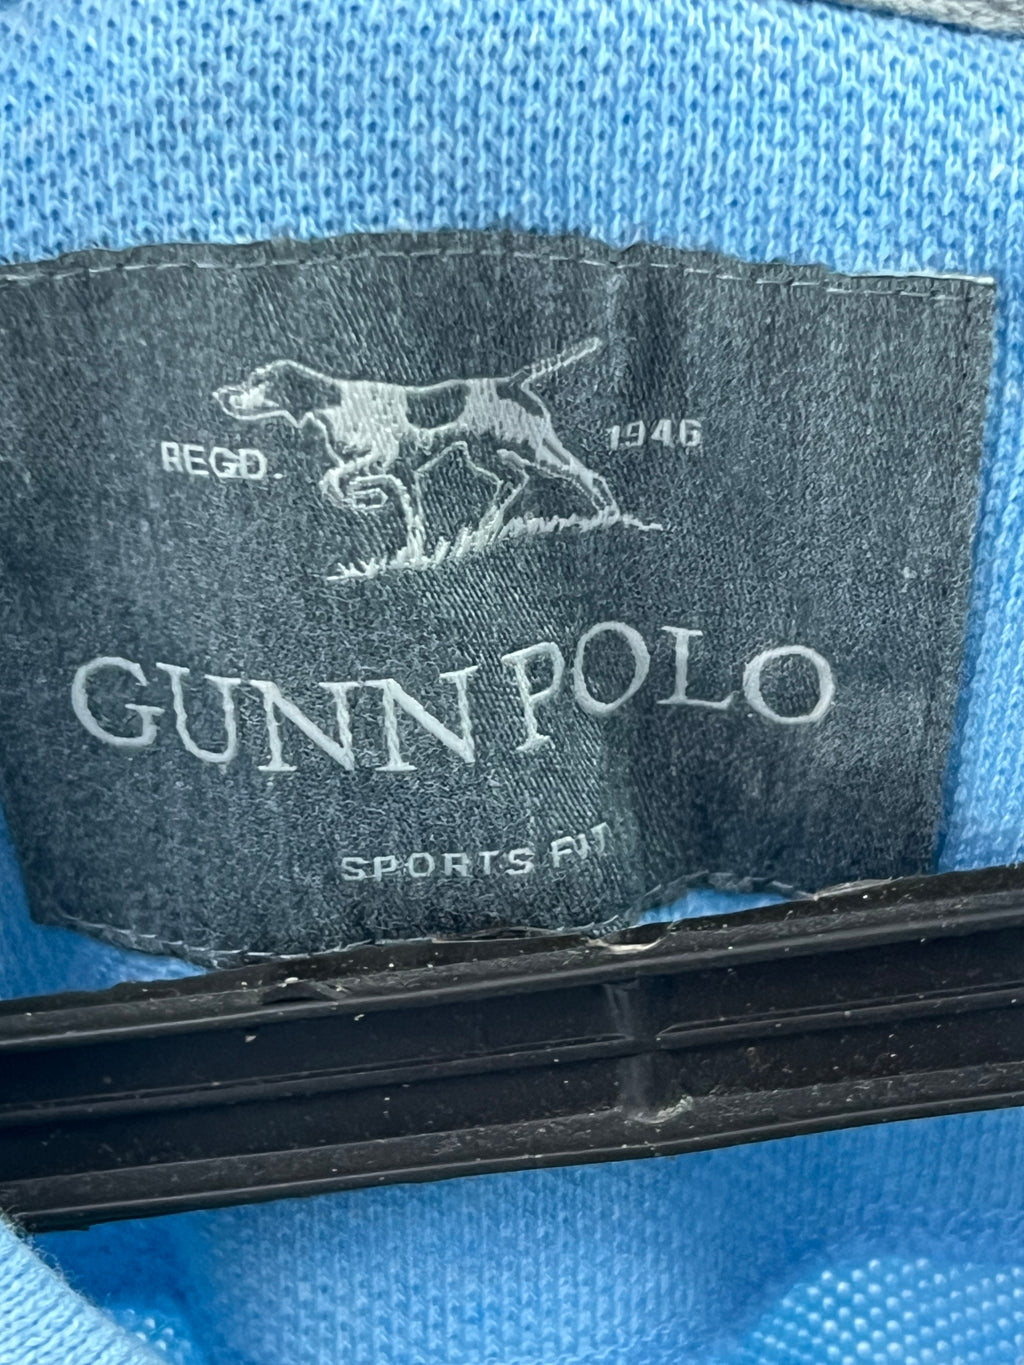 REGD. 1946
GUNN POLO
SPORTS FIT